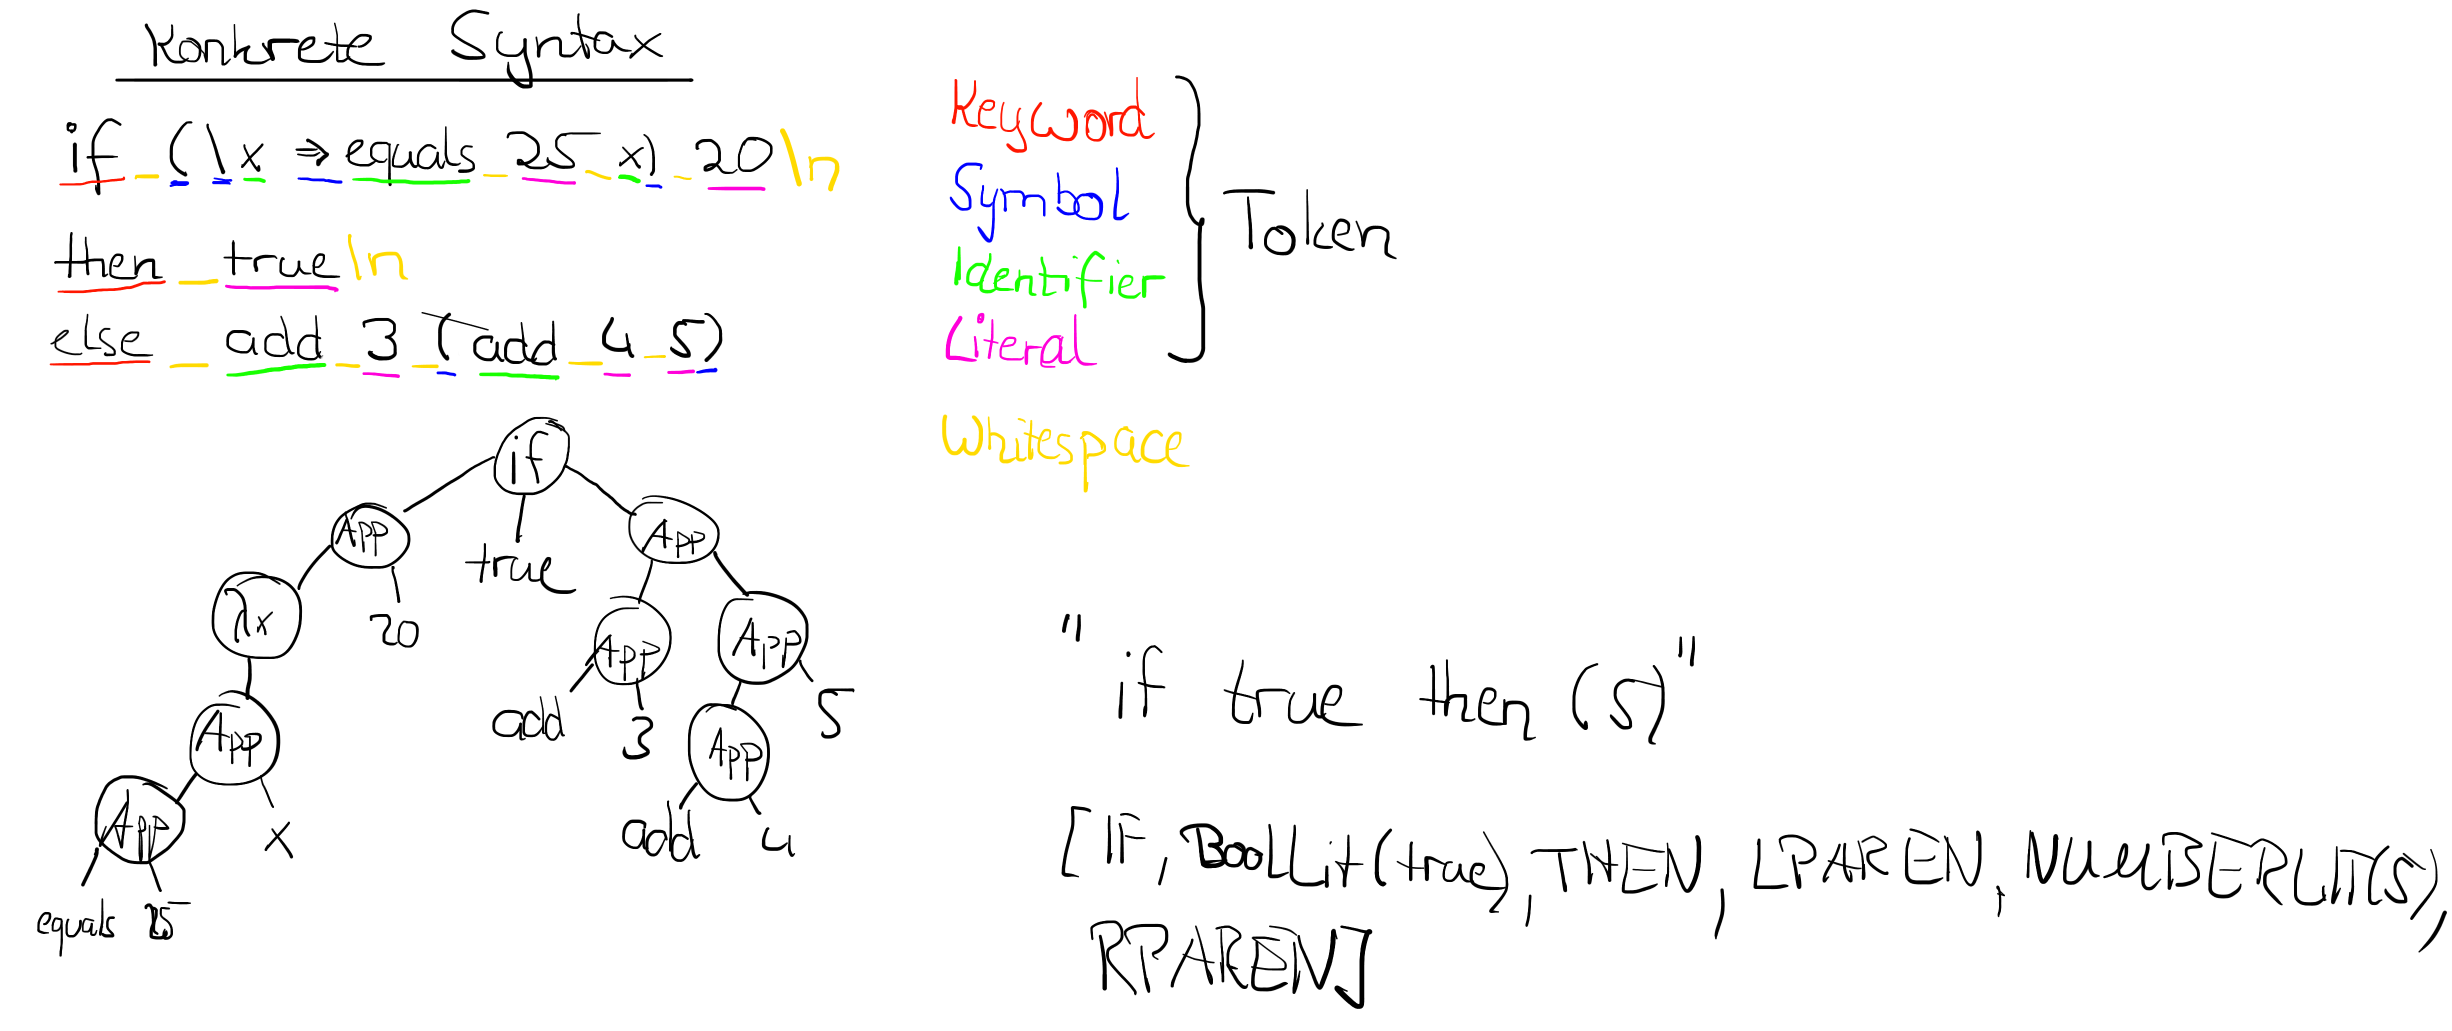 Konkrete Syntax
if _ (\x => equals _ 25 _ x) _ 20\n
then _ true\n
else _ add _ 3 _ (add _ 4 _ 5)
Keyword
Symbol
Identifier
Literal
Token
Whitespace
if
App true App
λx 20 App App
App add 3 App 5
App x add 4
equals 25
"if true then (5)"
[IF, BoolLit(true), THEN, LPAREN, NUMBERLIT(5),
RPAREN]